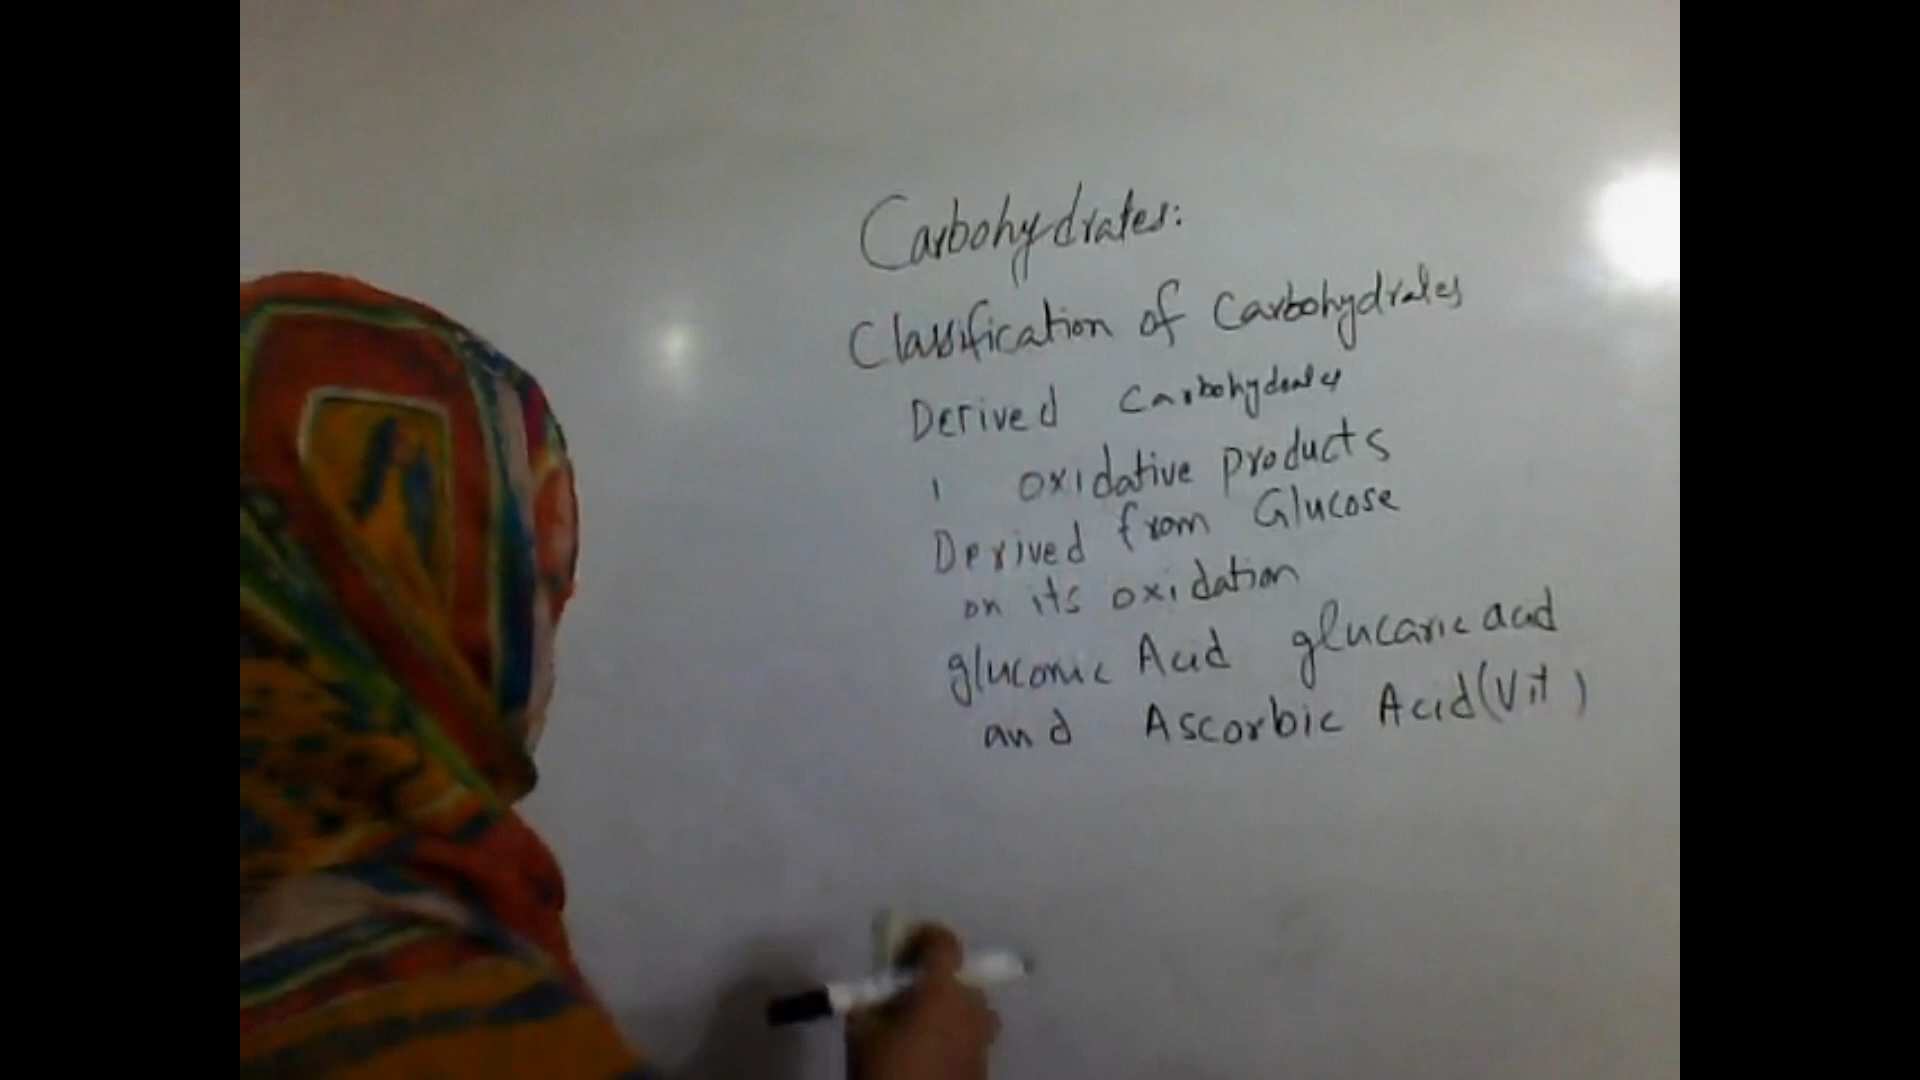 Carbohydrates:
Classification of Carbohydrates
Derived Carbohydrates
1 oxidative products
Derived from Glucose
on its oxidation
gluconic Acid glucaric acid
and Ascorbic Acid (Vit )